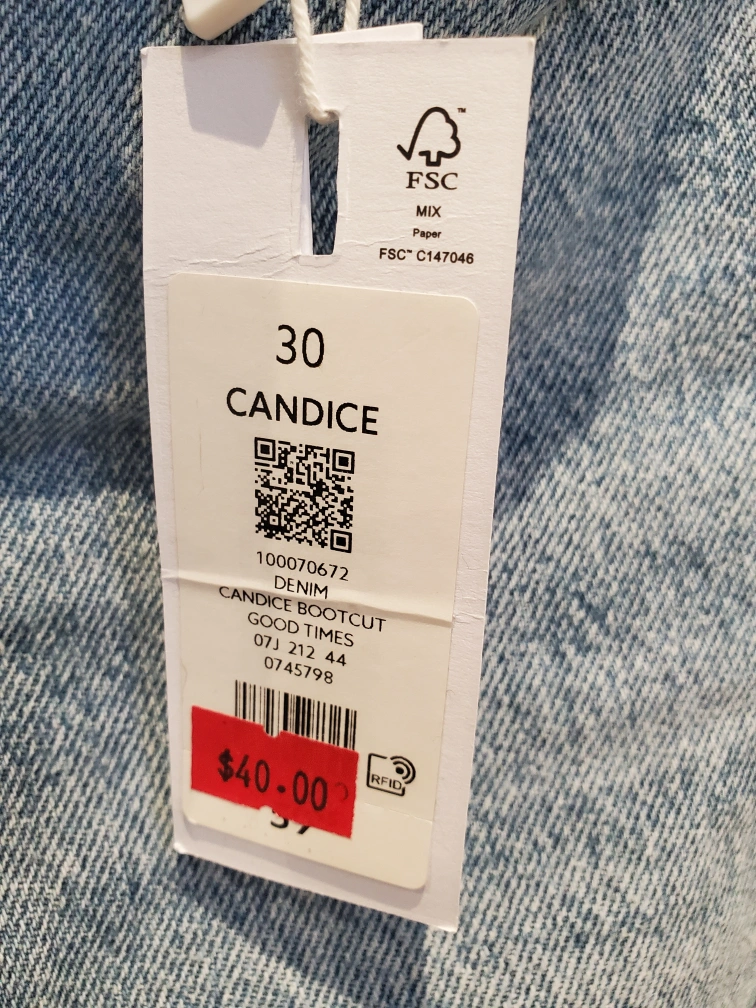 FSC™
MIX
Paper
FSC™ C147046
30
CANDICE
100070672
DENIM
CANDICE BOOTCUT
GOOD TIMES
07J 212 44
0745798
$40.00
RFID